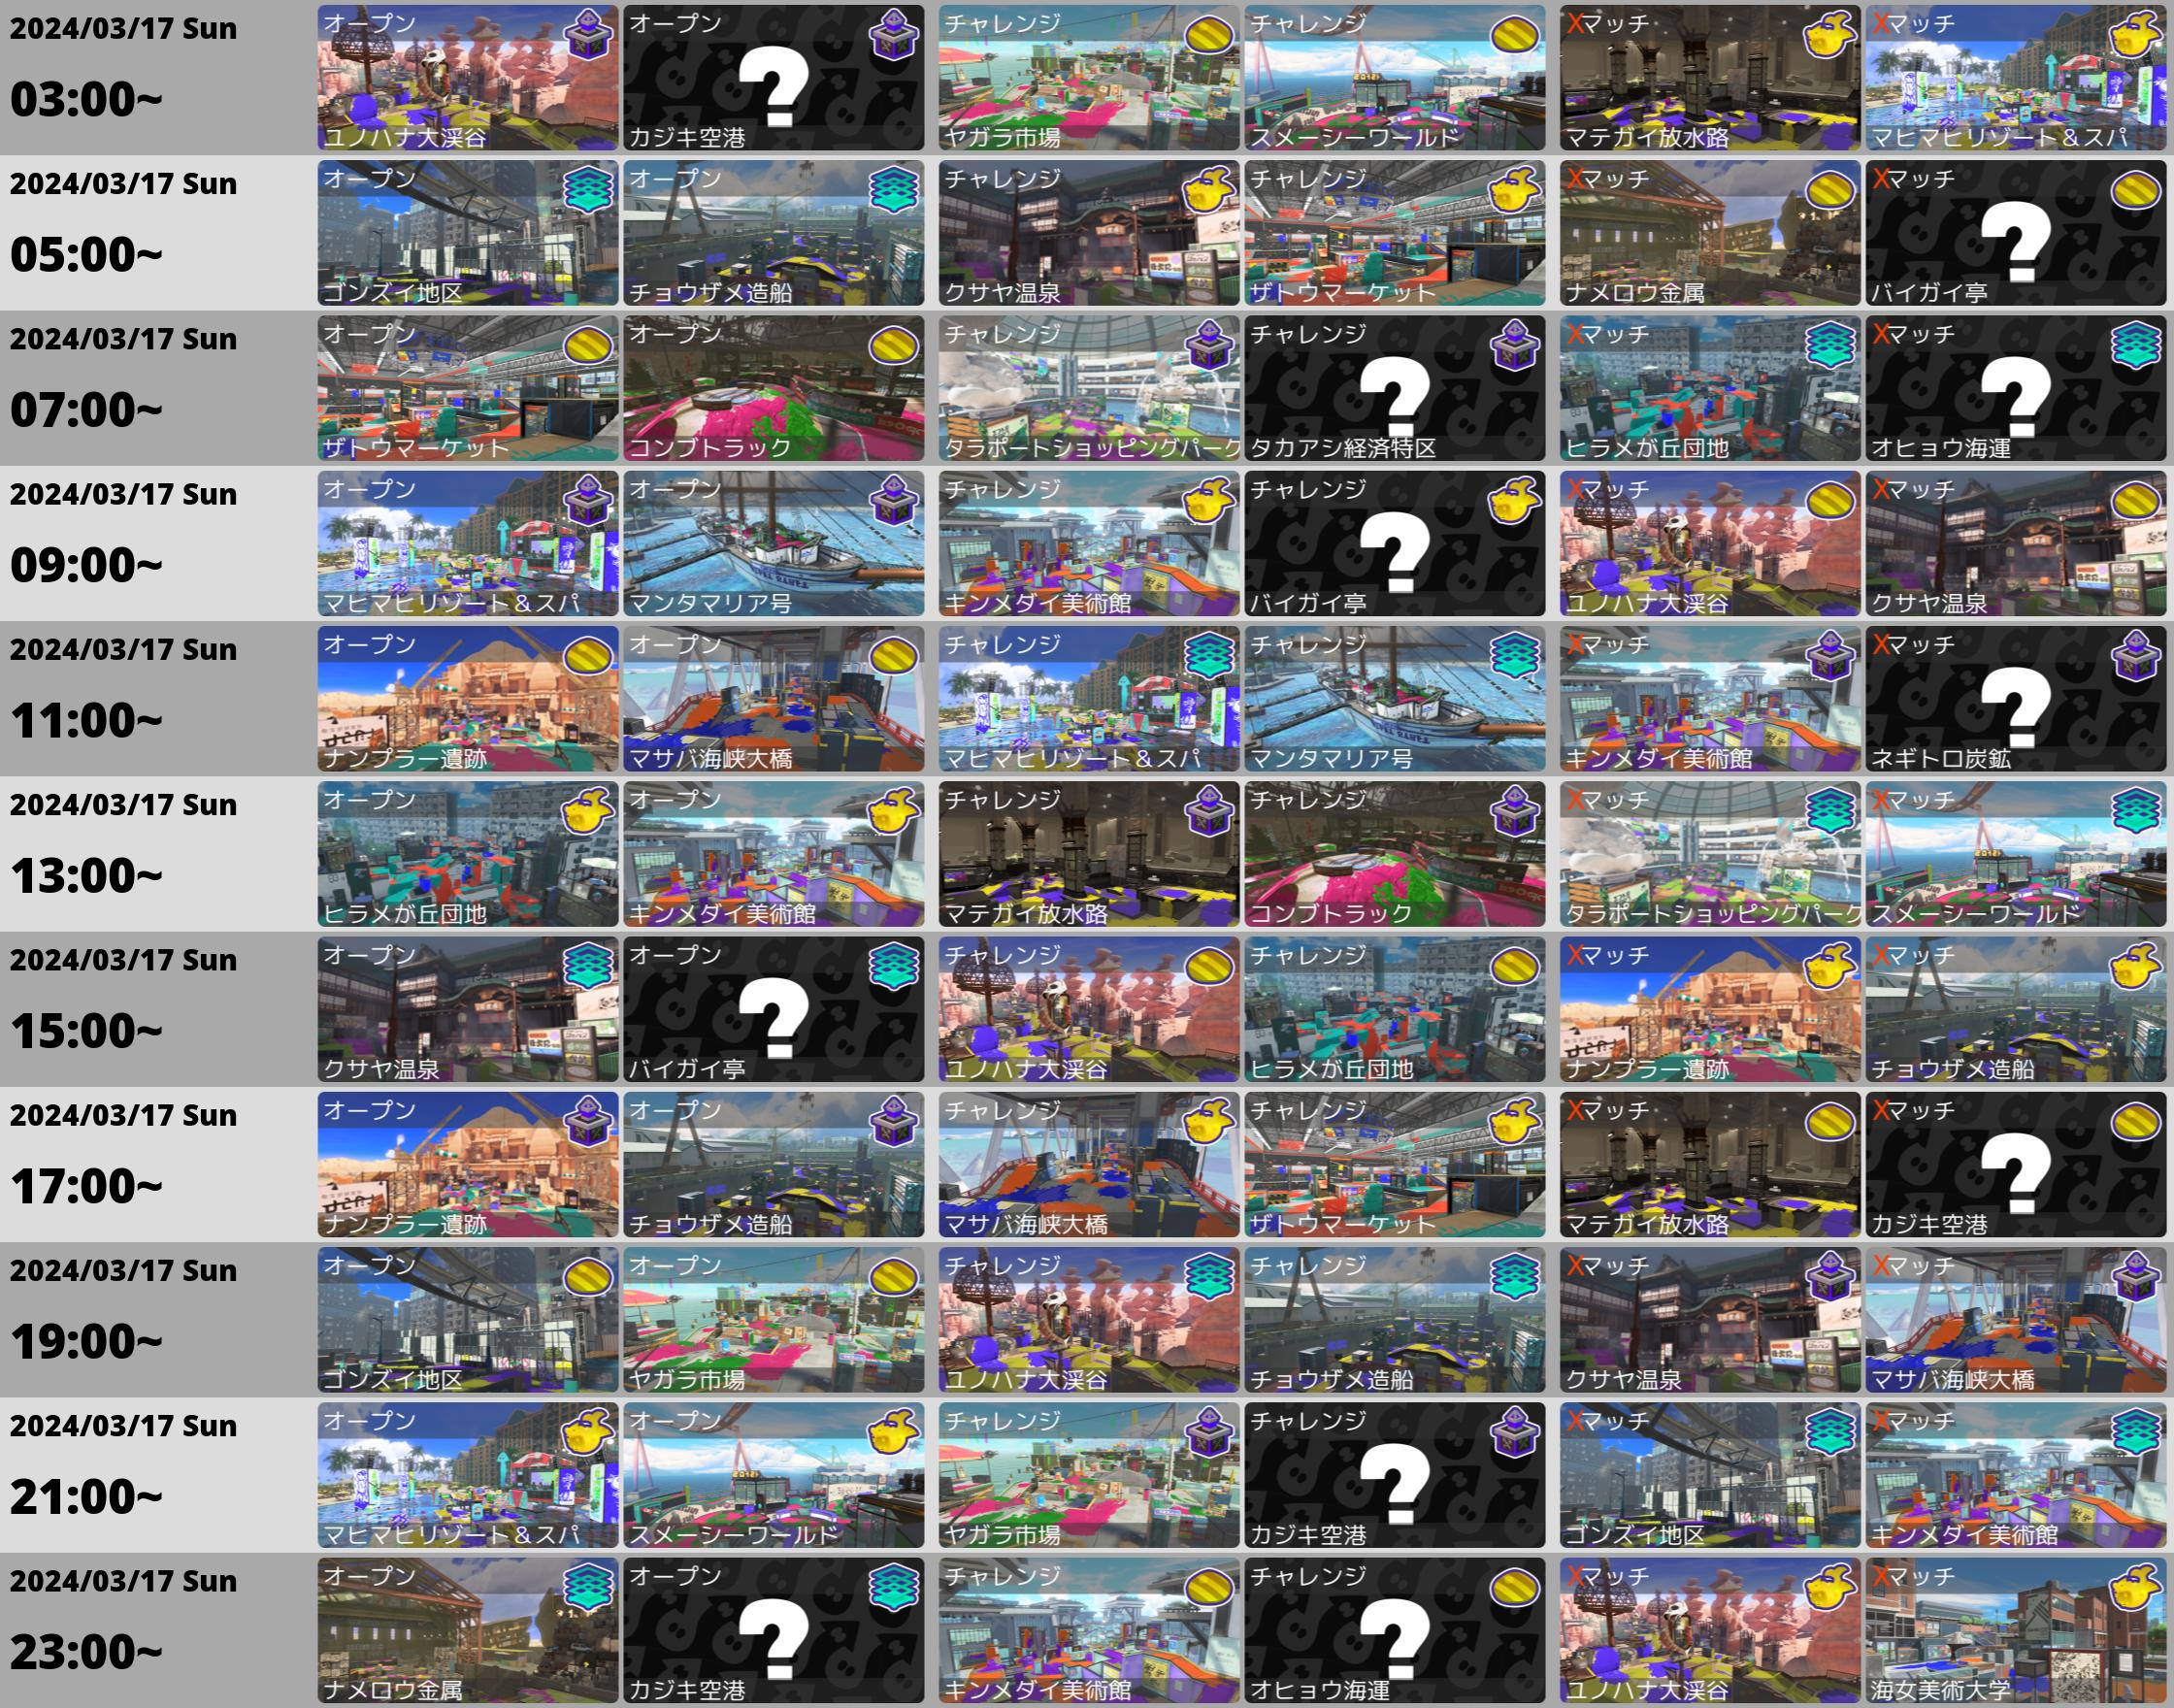 2024/03/17 Sun
03:00~
オープン
ユノハナ大渓谷
オープン
カジキ空港
チャレンジ
ヤガラ市場
チャレンジ
スメーシーワールド
Xマッチ
マテガイ放水路
Xマッチ
マヒマヒリゾート&スパ
2024/03/17 Sun
05:00~
オープン
ゴンズイ地区
オープン
チョウザメ造船
チャレンジ
クサヤ温泉
チャレンジ
ザトウマーケット
Xマッチ
ナメロウ金属
Xマッチ
バイガイ亭
2024/03/17 Sun
07:00~
オープン
ザトウマーケット
オープン
コンブトラック
チャレンジ
タラポートショッピングパーク
チャレンジ
タカアシ経済特区
Xマッチ
ヒラメが丘団地
Xマッチ
オヒョウ海運
2024/03/17 Sun
09:00~
オープン
マヒマヒリゾート&スパ
オープン
マンタマリア号
チャレンジ
キンメダイ美術館
チャレンジ
バイガイ亭
Xマッチ
ユノハナ大渓谷
Xマッチ
クサヤ温泉
2024/03/17 Sun
11:00~
オープン
ナンプラー遺跡
オープン
マサバ海峡大橋
チャレンジ
マヒマヒリゾート&スパ
チャレンジ
マンタマリア号
Xマッチ
キンメダイ美術館
Xマッチ
ネギトロ炭鉱
2024/03/17 Sun
13:00~
オープン
ヒラメが丘団地
オープン
キンメダイ美術館
チャレンジ
マテガイ放水路
チャレンジ
コンブトラック
Xマッチ
タラポートショッピングパーク
Xマッチ
スメーシーワールド
2024/03/17 Sun
15:00~
オープン
クサヤ温泉
オープン
バイガイ亭
チャレンジ
ユノハナ大渓谷
チャレンジ
ヒラメが丘団地
Xマッチ
ナンプラー遺跡
Xマッチ
チョウザメ造船
2024/03/17 Sun
17:00~
オープン
ナンプラー遺跡
オープン
チョウザメ造船
チャレンジ
マサバ海峡大橋
チャレンジ
ザトウマーケット
Xマッチ
マテガイ放水路
Xマッチ
カジキ空港
2024/03/17 Sun
19:00~
オープン
ゴンズイ地区
オープン
ヤガラ市場
チャレンジ
ユノハナ大渓谷
チャレンジ
チョウザメ造船
Xマッチ
クサヤ温泉
Xマッチ
マサバ海峡大橋
2024/03/17 Sun
21:00~
オープン
マヒマヒリゾート&スパ
オープン
スメーシーワールド
チャレンジ
ヤガラ市場
チャレンジ
カジキ空港
Xマッチ
ゴンズイ地区
Xマッチ
キンメダイ美術館
2024/03/17 Sun
23:00~
オープン
ナメロウ金属
オープン
カジキ空港
チャレンジ
キンメダイ美術館
チャレンジ
オヒョウ海運
Xマッチ
ユノハナ大渓谷
Xマッチ
海女美術大学